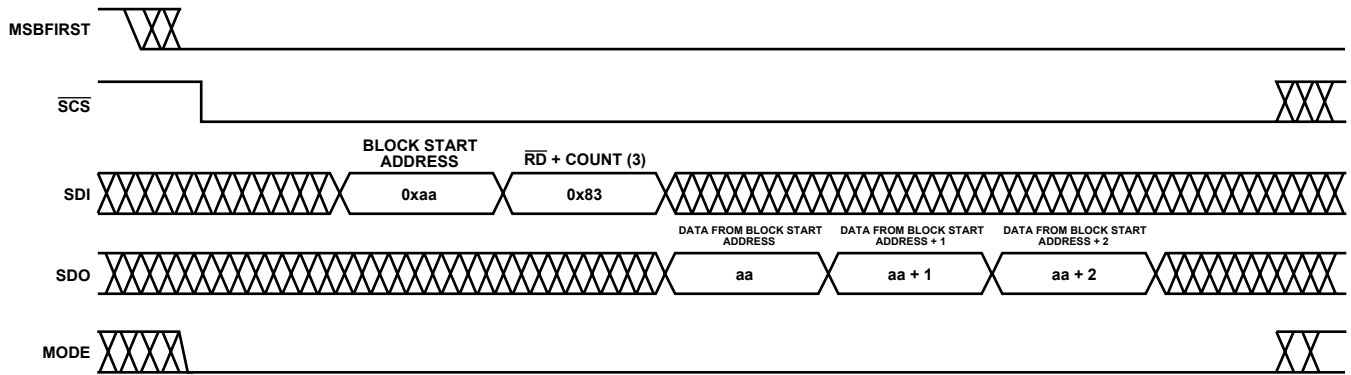 MSBFIRST
SCS
BLOCK START
ADDRESS
RD + COUNT (3)
SDI
0xaa
0x83
DATA FROM BLOCK START
ADDRESS
DATA FROM BLOCK START
ADDRESS + 1
DATA FROM BLOCK START
ADDRESS + 2
SDO
aa
aa + 1
aa + 2
MODE